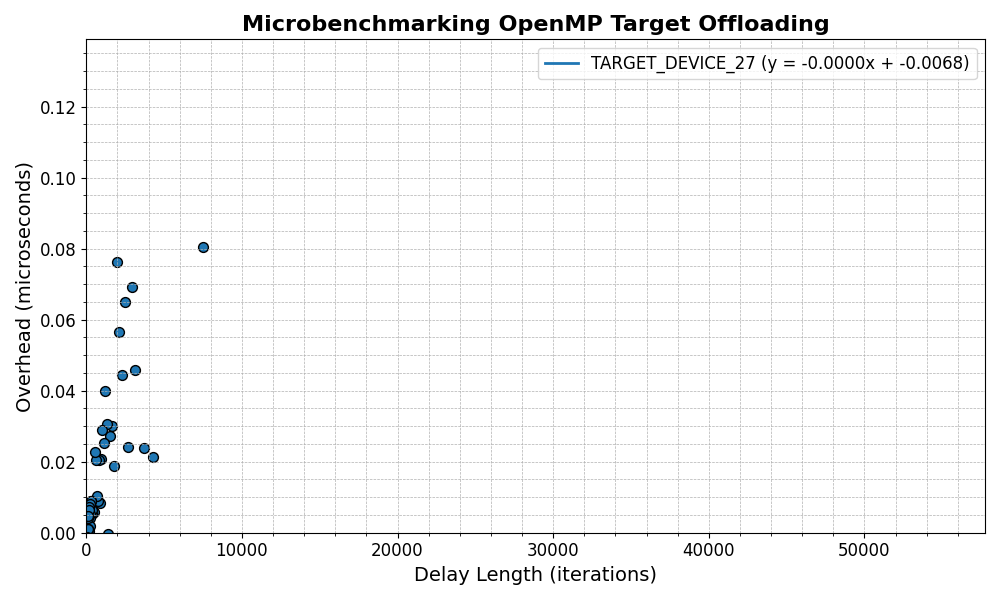 Microbenchmarking OpenMP Target Offloading
TARGET_DEVICE_27 (y = -0.0000x + -0.0068)
Overhead (microseconds)
0.12
0.10
0.08
0.06
0.04
0.02
0.00
0 10000 20000 30000 40000 50000
Delay Length (iterations)